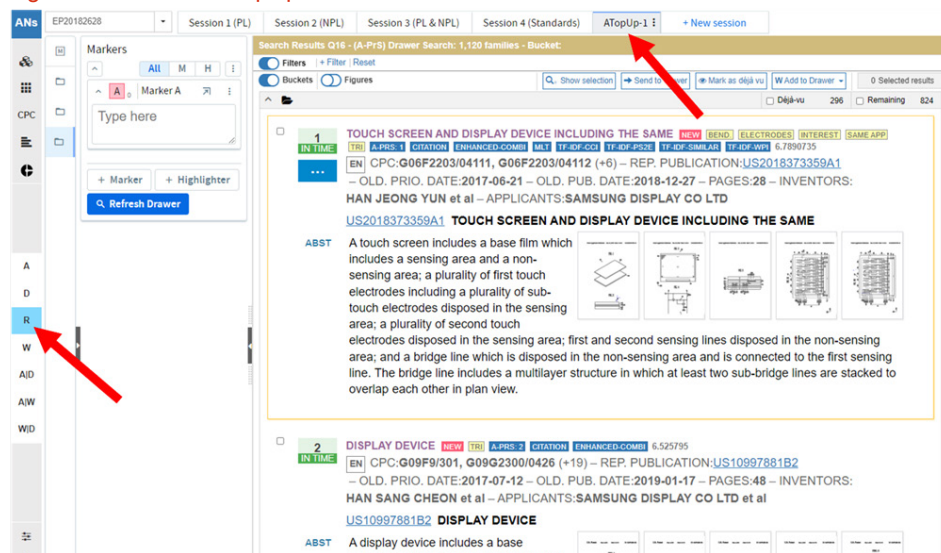 ANs EP20182628 Session 1 (PL) Session 2 (NPL) Session 3 (PL & NPL) Session 4 (Standards) ATopUp-1 + New session
Markers
All M H
A 0 Marker A
Type here
+ Marker + Highlighter
Refresh Drawer
CPC
A
D
R
W
A|D
A|W
W|D
Search Results Q16 - (A-PrS) Drawer Search: 1,120 families - Bucket:
Filters + Filter Reset
Buckets Figures Show selection Send to Drawer Mark as déjà vu W Add to Drawer 0 Selected results
Déjà-vu 296 Remaining 824
1 TOUCH SCREEN AND DISPLAY DEVICE INCLUDING THE SAME NEW BEND. ELECTRODES INTEREST SAME APP
IN TIME TRI A-PRS: 1 CITATION ENHANCED-COMBI MLT TF-IDF-CCI TF-IDF-PS2E TF-IDF-SIMILAR TF-IDF-WPI 6.7890735
... EN CPC:G06F2203/04111, G06F2203/04112 (+6) – REP. PUBLICATION:US2018373359A1
– OLD. PRIO. DATE:2017-06-21 – OLD. PUB. DATE:2018-12-27 – PAGES:28 – INVENTORS:
HAN JEONG YUN et al – APPLICANTS:SAMSUNG DISPLAY CO LTD
US2018373359A1 TOUCH SCREEN AND DISPLAY DEVICE INCLUDING THE SAME
ABST A touch screen includes a base film which
includes a sensing area and a non-
sensing area; a plurality of first touch
electrodes including a plurality of sub-
touch electrodes disposed in the sensing
area; a plurality of second touch
electrodes disposed in the sensing area; first and second sensing lines disposed in the non-sensing
area; and a bridge line which is disposed in the non-sensing area and is connected to the first sensing
line. The bridge line includes a multilayer structure in which at least two sub-bridge lines are stacked to
overlap each other in plan view.
2 DISPLAY DEVICE NEW TRI A-PRS: 2 CITATION ENHANCED-COMBI 6.525795
IN TIME EN CPC:G09F9/301, G09G2300/0426 (+19) – REP. PUBLICATION:US10997881B2
– OLD. PRIO. DATE:2017-07-12 – OLD. PUB. DATE:2019-01-17 – PAGES:48 – INVENTORS:
HAN SANG CHEON et al – APPLICANTS:SAMSUNG DISPLAY CO LTD et al
US10997881B2 DISPLAY DEVICE
ABST A display device includes a base